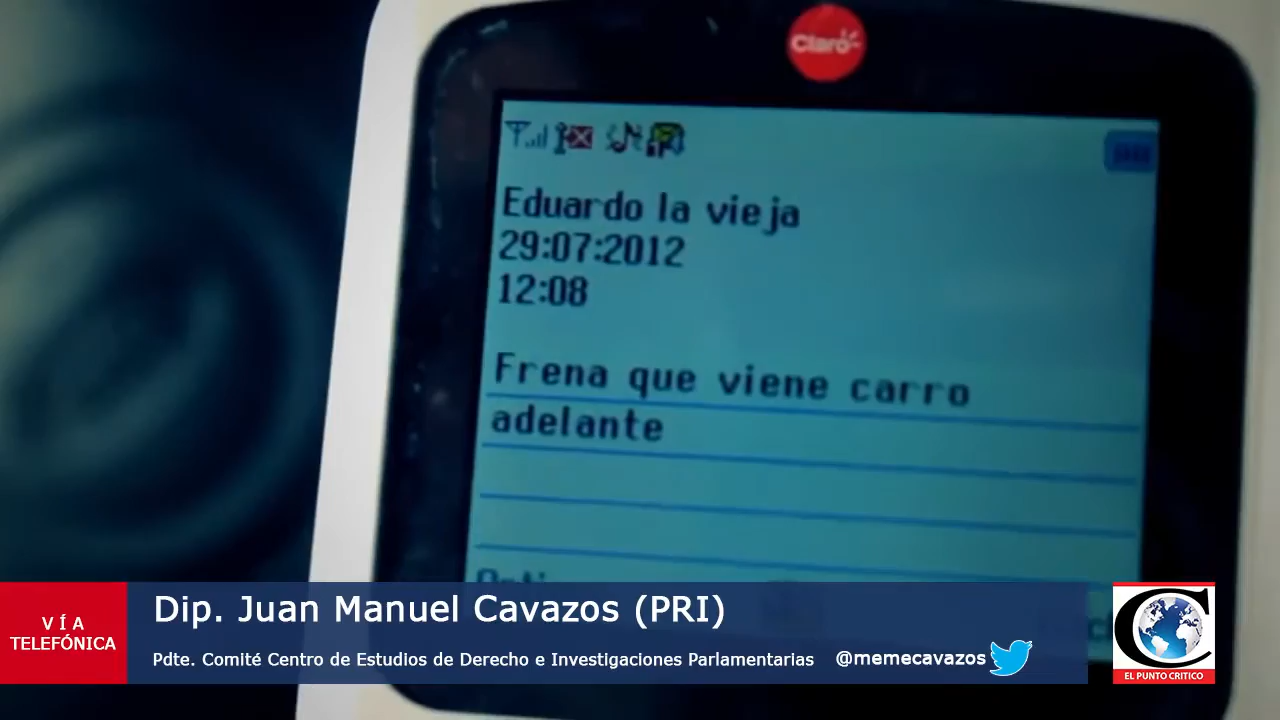 Claro
Eduardo la vieja
29:07:2012
12:08
Frena que viene carro
adelante
VÍA
TELEFÓNICA
Dip. Juan Manuel Cavazos (PRI)
Pdte. Comité Centro de Estudios de Derecho e Investigaciones Parlamentarias @memecavazos
C
EL PUNTO CRITICO